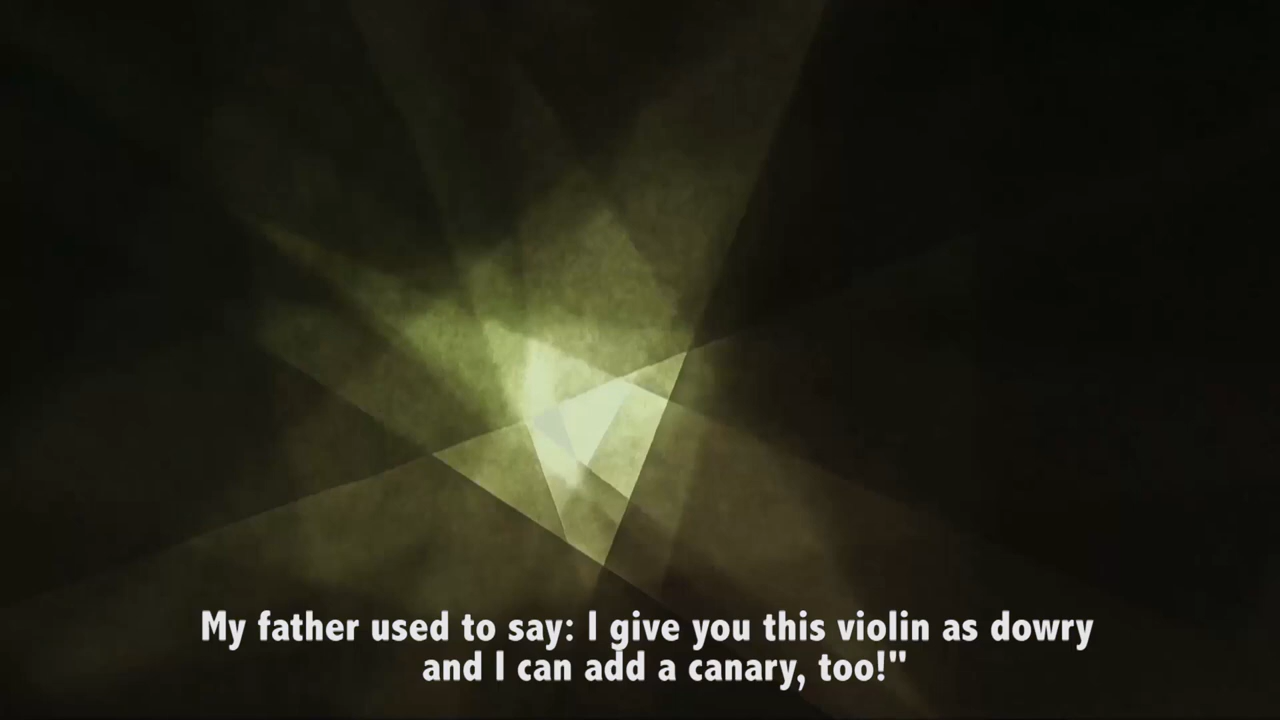 My father used to say: I give you this violin as dowry
and I can add a canary, too!"